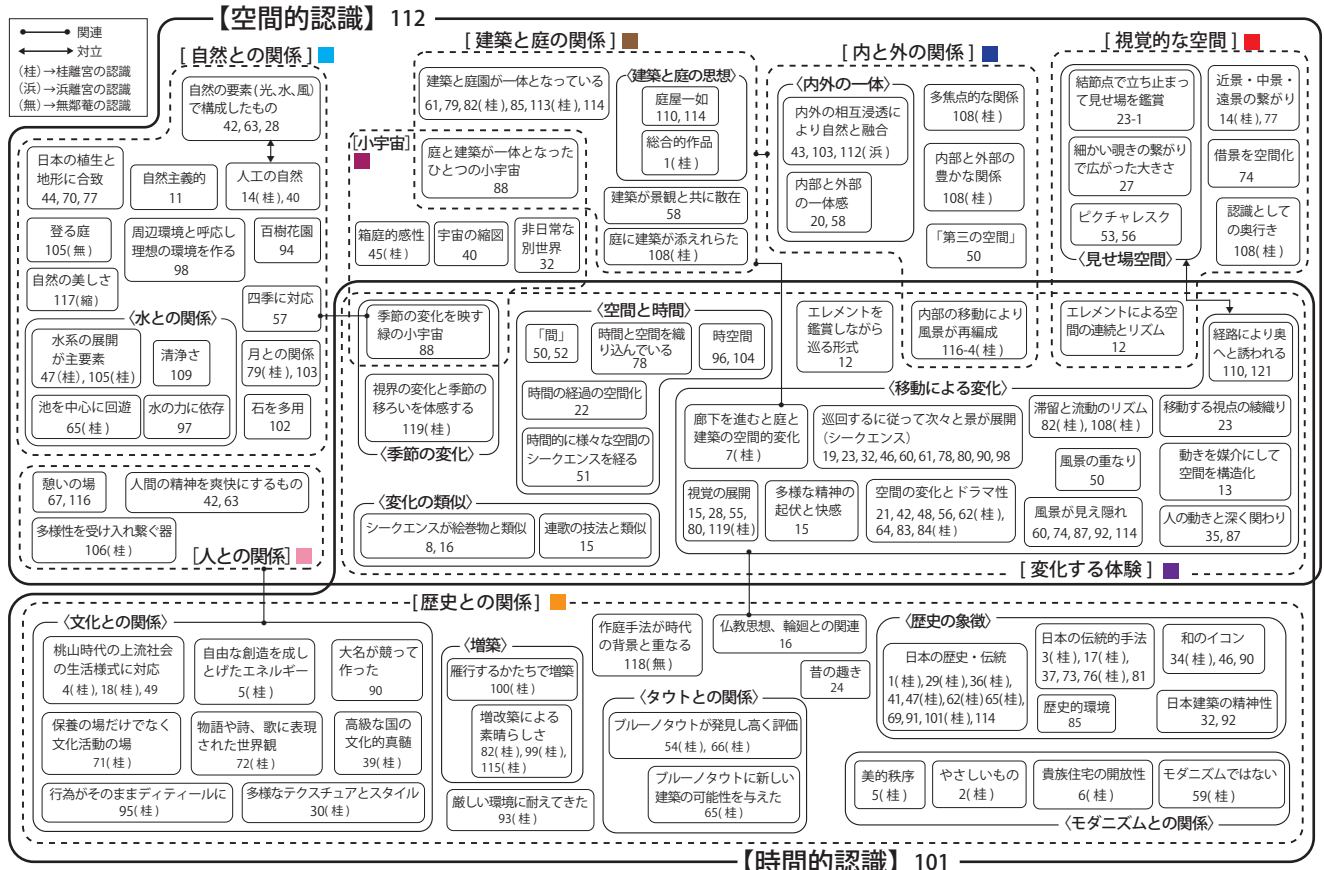 関連
対立
（桂）→桂離宮の認識
（浜）→浜離宮の認識
（無）→無鄰菴の認識
【空間的認識】 112
[ 自然との関係 ]
自然の要素（光、水、風）
で構成したもの
42, 63, 28
日本の植生と
地形に合致
44, 70, 77
自然主義的
11
人工の自然
14( 桂 ), 40
登る庭
105( 無 )
周辺環境と呼応し
理想の環境を作る
98
百樹花園
94
自然の美しさ
117( 縮 )
四季に対応
57
〈水との関係〉
水系の展開
が主要素
47 ( 桂 ), 105( 桂 )
清浄さ
109
月との関係
79( 桂 ), 103
池を中心に回遊
65( 桂 )
水の力に依存
97
石を多用
102
憩いの場
67, 116
人間の精神を爽快にするもの
42, 63
多様性を受け入れ繋ぐ器
106( 桂 )
[人との関係]
[ 建築と庭の関係 ]
建築と庭園が一体となっている
61, 79, 82( 桂 ), 85, 113( 桂 ), 114
〈建築と庭の思想〉
庭屋一如
110, 114
総合的作品
1( 桂 )
[小宇宙]
庭と建築が一体となった
ひとつの小宇宙
88
建築が景観と共に散在
58
庭に建築が添えれらた
108( 桂 )
箱庭的感性
45( 桂 )
宇宙の縮図
40
非日常な
別世界
32
[ 内と外の関係 ]
〈内外の一体〉
内外の相互浸透に
より自然と融合
43, 103, 112( 浜 )
内部と外部
の一体感
20, 58
多焦点的な関係
108( 桂 )
内部と外部の
豊かな関係
108( 桂 )
「第三の空間」
50
内部の移動により
風景が再編成
116-4( 桂 )
[ 視覚的な空間 ]
結節点で立ち止まっ
て見せ場を鑑賞
23-1
細かい覗きの繋がり
で広がった大きさ
27
ピクチャレスク
53, 56
〈見せ場空間〉
近景・中景・
遠景の繋がり
14( 桂 ), 77
借景を空間化
74
認識として
の奥行き
108( 桂 )
エレメントによる空
間の連続とリズム
12
季節の変化を映す
緑の小宇宙
88
視界の変化と季節の
移ろいを体感する
119( 桂 )
〈季節の変化〉
〈空間と時間〉
「間」
50, 52
時間と空間を織
り込んでいる
78
時空間
96, 104
時間の経過の空間化
22
時間的に様々な空間の
シークエンスを経る
51
エレメントを
鑑賞しながら
巡る形式
12
〈変化の類似〉
シークエンスが絵巻物と類似
8, 16
連歌の技法と類似
15
〈移動による変化〉
経路により奥
へと誘われる
110, 121
廊下を進むと庭と
建築の空間的変化
7( 桂 )
巡回するに従って次々と景が展開
（シークエンス）
19, 23, 32, 46, 60, 61, 78, 80, 90, 98
滞留と流動のリズム
82( 桂 ), 108( 桂 )
移動する視点の綾織り
23
風景の重なり
50
動きを媒介にして
空間を構造化
13
視覚の展開
15, 28, 55,
80, 119(桂)
多様な精神の
起伏と快感
15
空間の変化とドラマ性
21, 42, 48, 56, 62( 桂 ),
64, 83, 84( 桂 )
風景が見え隠れ
60, 74, 87, 92, 114
人の動きと深く関わり
35, 87
[ 変化する体験 ]
[ 歴史との関係 ]
〈文化との関係〉
桃山時代の上流社会
の生活様式に対応
4( 桂 ), 18( 桂 ), 49
自由な創造を成し
とげたエネルギー
5( 桂 )
大名が競って
作った
90
保養の場だけでなく
文化活動の場
71( 桂 )
物語や詩、歌に表現
された世界観
72( 桂 )
高級な国の
文化的真髄
39( 桂 )
行為がそのままディティールに
95( 桂 )
多様なテクスチュアとスタイル
30( 桂 )
〈増築〉
雁行するかたちで増築
100( 桂 )
増改築による
素晴らしさ
82( 桂 ), 99( 桂 ),
115( 桂 )
厳しい環境に耐えてきた
93( 桂 )
作庭手法が時代
の背景と重なる
118( 無 )
仏教思想、輪廻との関連
16
昔の趣き
24
〈タウトとの関係〉
ブルーノタウトが発見し高く評価
54( 桂 ), 66( 桂 )
ブルーノタウトに新しい
建築の可能性を与えた
65( 桂 )
〈歴史の象徴〉
日本の歴史・伝統
1( 桂 ), 29( 桂 ), 36( 桂 ),
41, 47( 桂 ), 62( 桂 ) 65( 桂 ),
69, 91, 101( 桂 ), 114
日本の伝統的手法
3( 桂 ), 17( 桂 ),
37, 73, 76( 桂 ), 81
和のイコン
34( 桂 ), 46, 90
歴史的環境
85
日本建築の精神性
32, 92
美的秩序
5( 桂 )
やさしいもの
2( 桂 )
貴族住宅の開放性
6( 桂 )
モダニズムではない
59( 桂 )
〈モダニズムとの関係〉
【時間的認識】 101